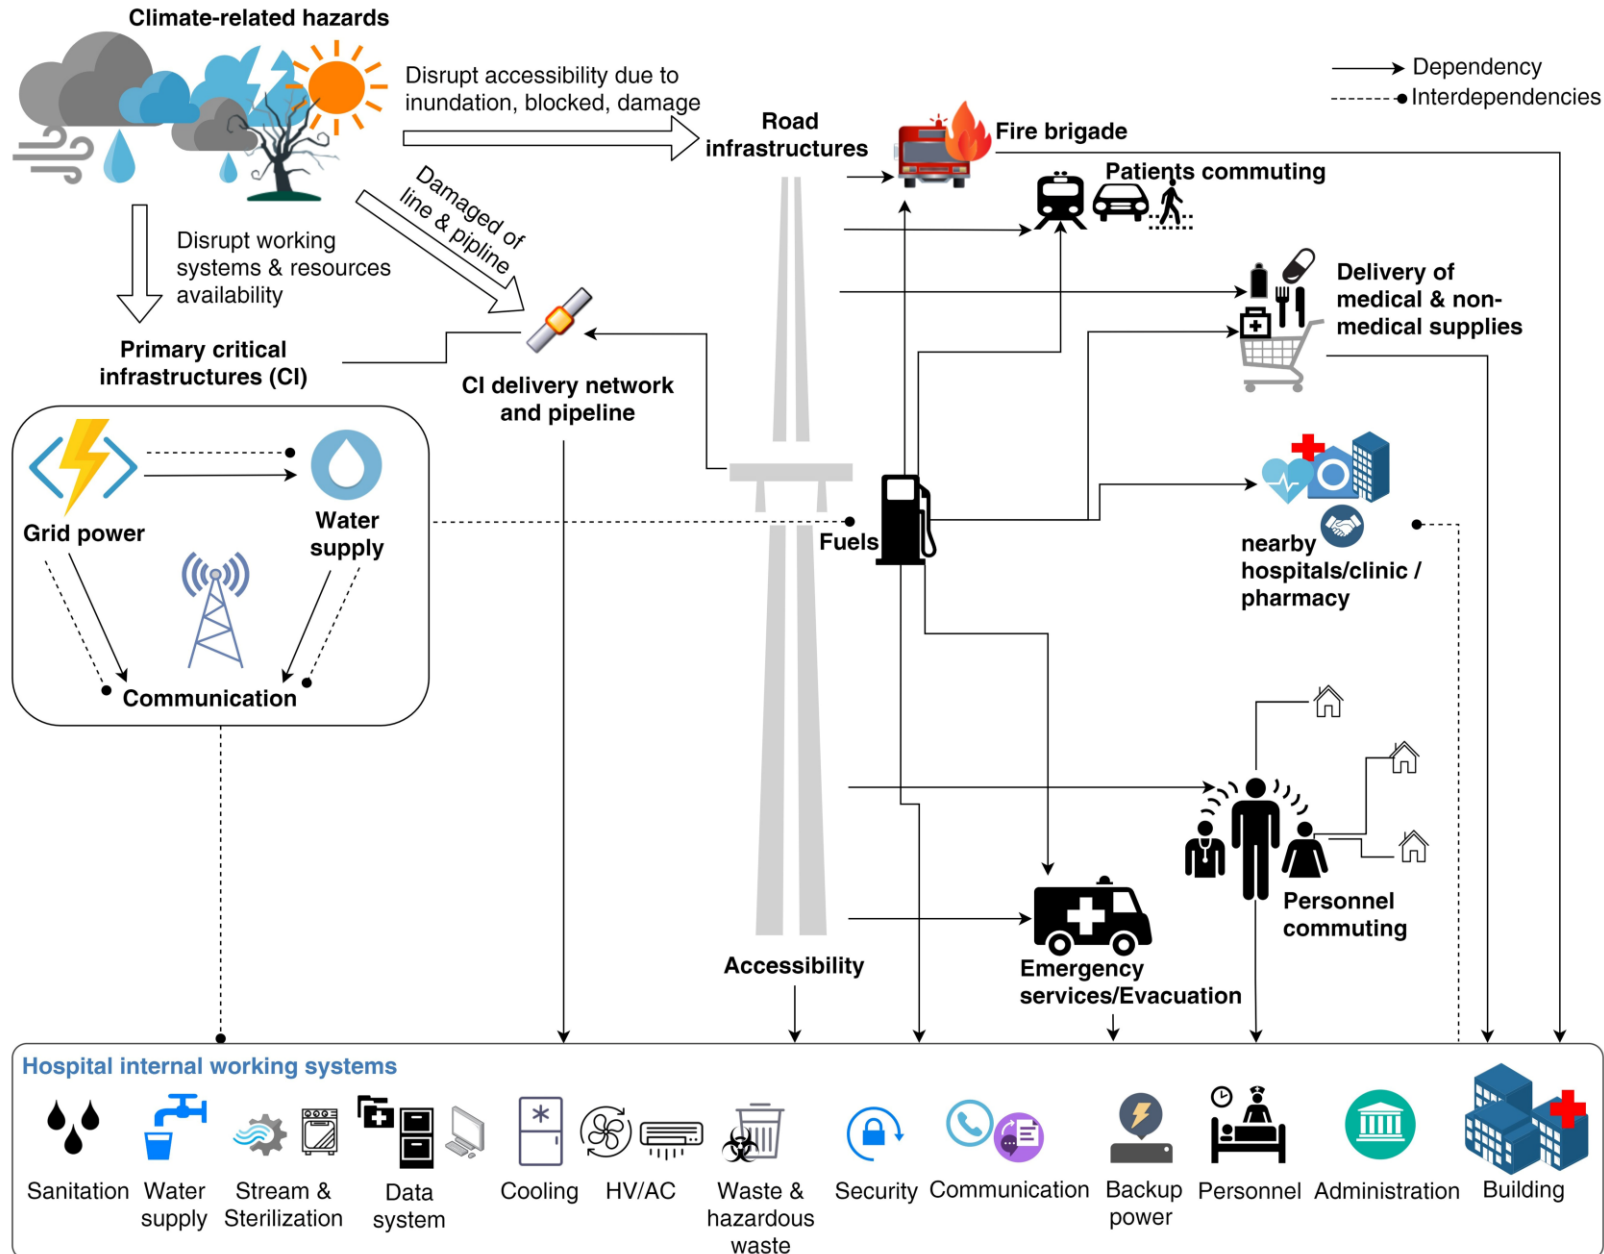 Climate-related hazards
Disrupt accessibility due to
inundation, blocked, damage
Dependency
Interdependencies
Road
infrastructures
Fire brigade
Patients commuting
Damaged of
line & pipline
Disrupt working
systems & resources
availability
Delivery of
medical & non-
medical supplies
Primary critical
infrastructures (CI)
CI delivery network
and pipeline
Grid power
Water
supply
Communication
Fuels
nearby
hospitals/clinic /
pharmacy
Personnel
commuting
Accessibility
Emergency
services/Evacuation
Hospital internal working systems
Sanitation
Water
supply
Stream &
Sterilization
Data
system
Cooling
HV/AC
Waste &
hazardous
waste
Security
Communication
Backup
power
Personnel
Administration
Building